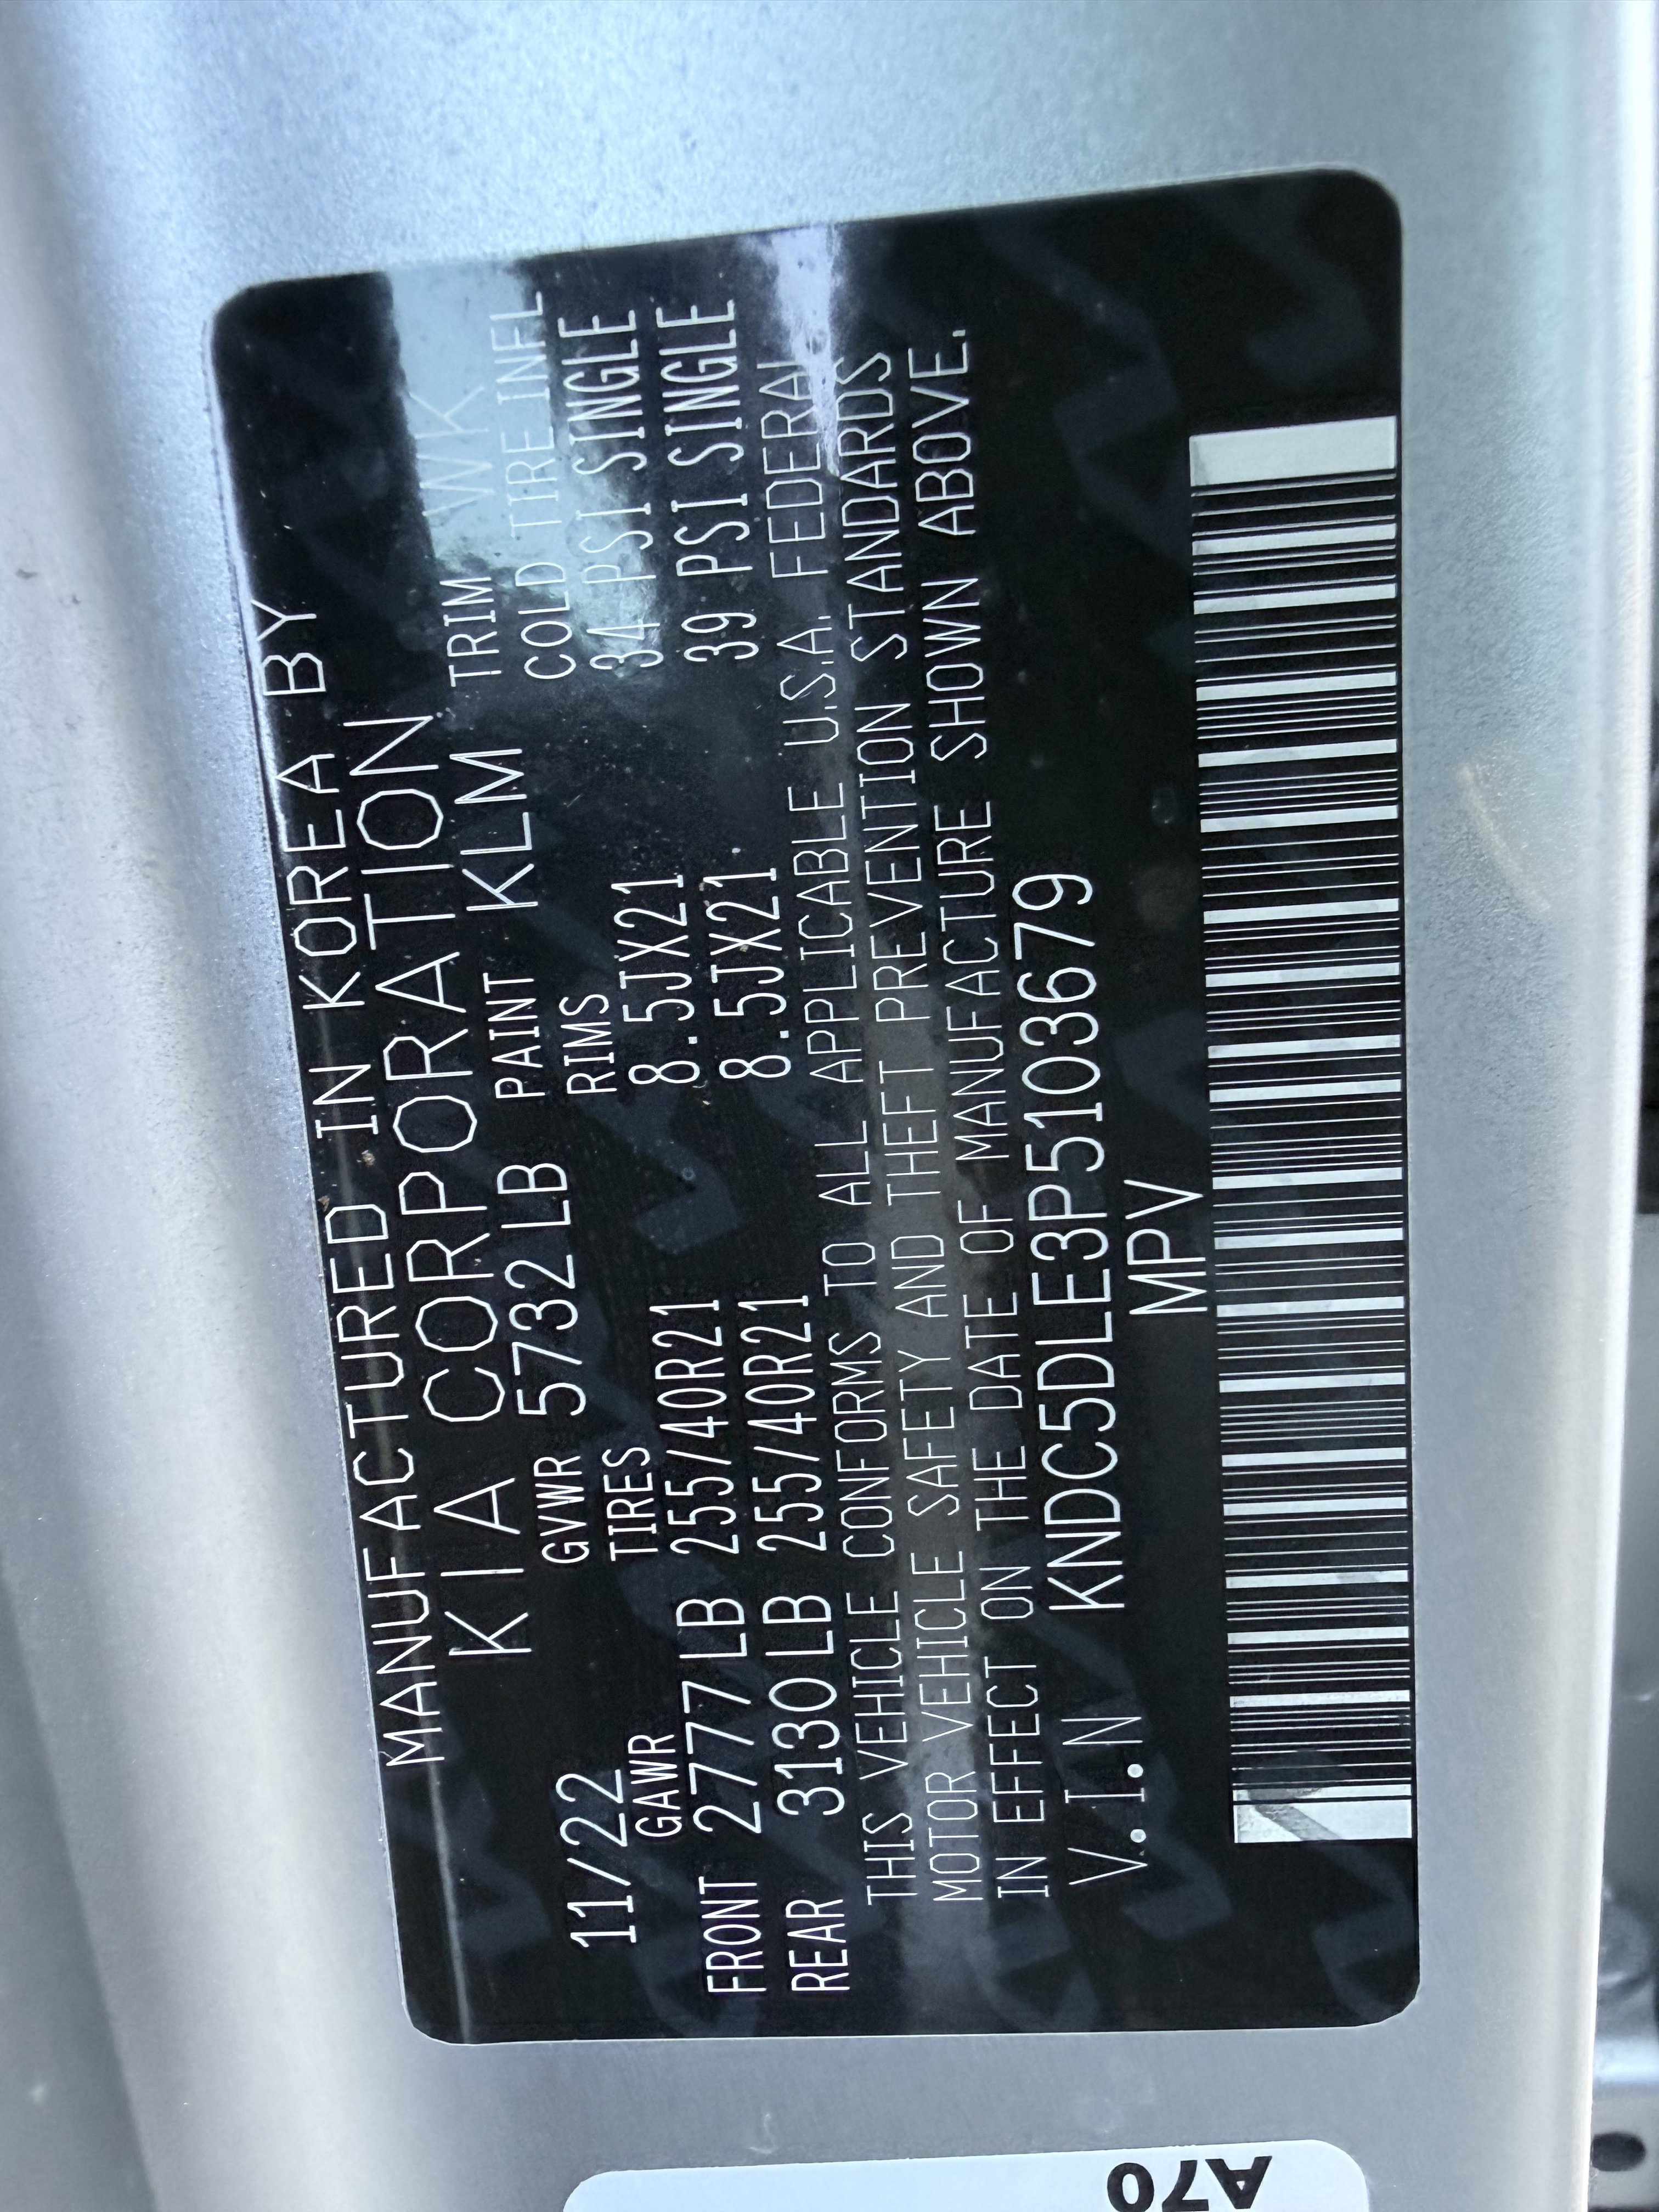 MANUFACTURED IN KOREA BY
KIA CORPORATION
11/22 GVWR 5732 LB PAINT KLM TRIM WK
GAWR TIRES RIMS COLD TIRE INFL
FRONT 2777 LB 255/40R21 8.5JX21 34 PSI SINGLE
REAR 3130 LB 255/40R21 8.5JX21 39 PSI SINGLE
THIS VEHICLE CONFORMS TO ALL APPLICABLE U.S.A. FEDERAL
MOTOR VEHICLE SAFETY AND THEFT PREVENTION STANDARDS
IN EFFECT ON THE DATE OF MANUFACTURE SHOWN ABOVE.
V.I.N KNDC5DLE3P5103679
MPV
A70